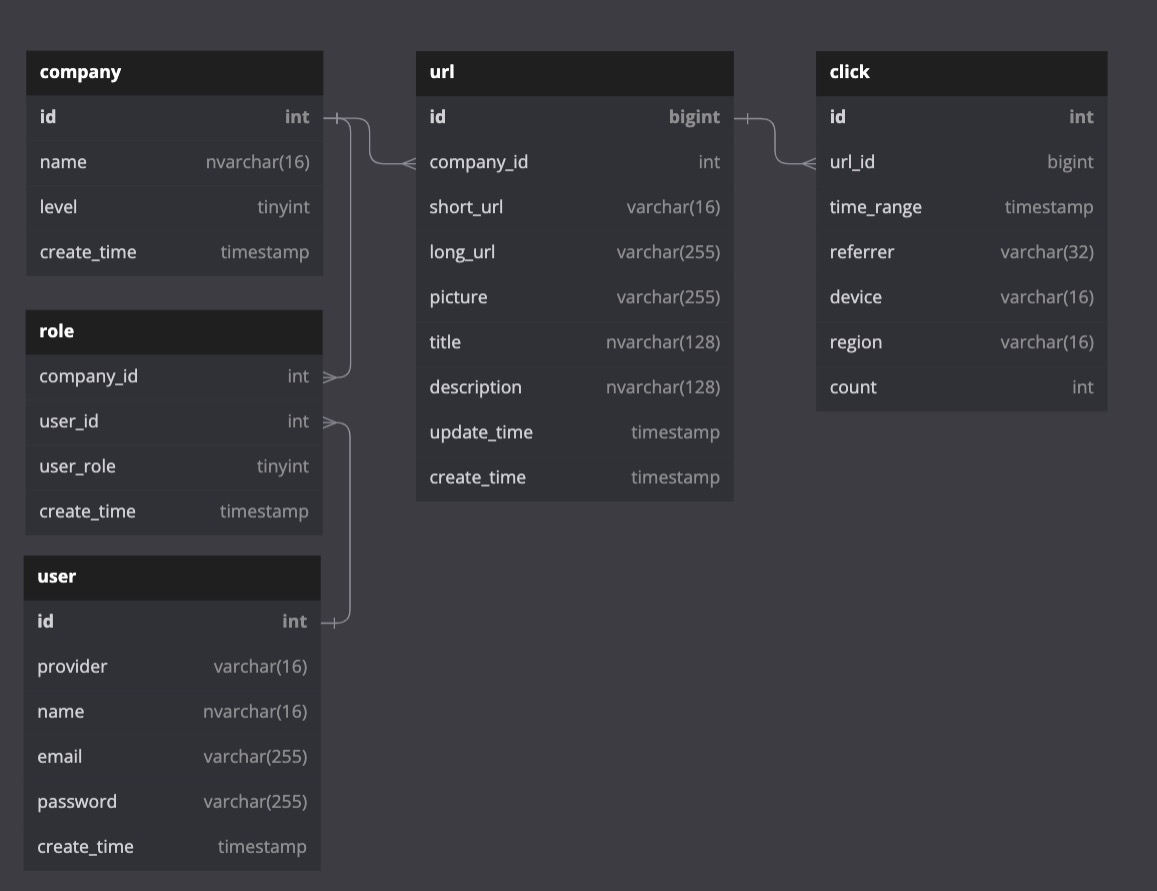 company
id int
name nvarchar(16)
level tinyint
create_time timestamp
role
company_id int
user_id int
user_role tinyint
create_time timestamp
user
id int
provider varchar(16)
name nvarchar(16)
email varchar(255)
password varchar(255)
create_time timestamp
url
id bigint
company_id int
short_url varchar(16)
long_url varchar(255)
picture varchar(255)
title nvarchar(128)
description nvarchar(128)
update_time timestamp
create_time timestamp
click
id int
url_id bigint
time_range timestamp
referrer varchar(32)
device varchar(16)
region varchar(16)
count int